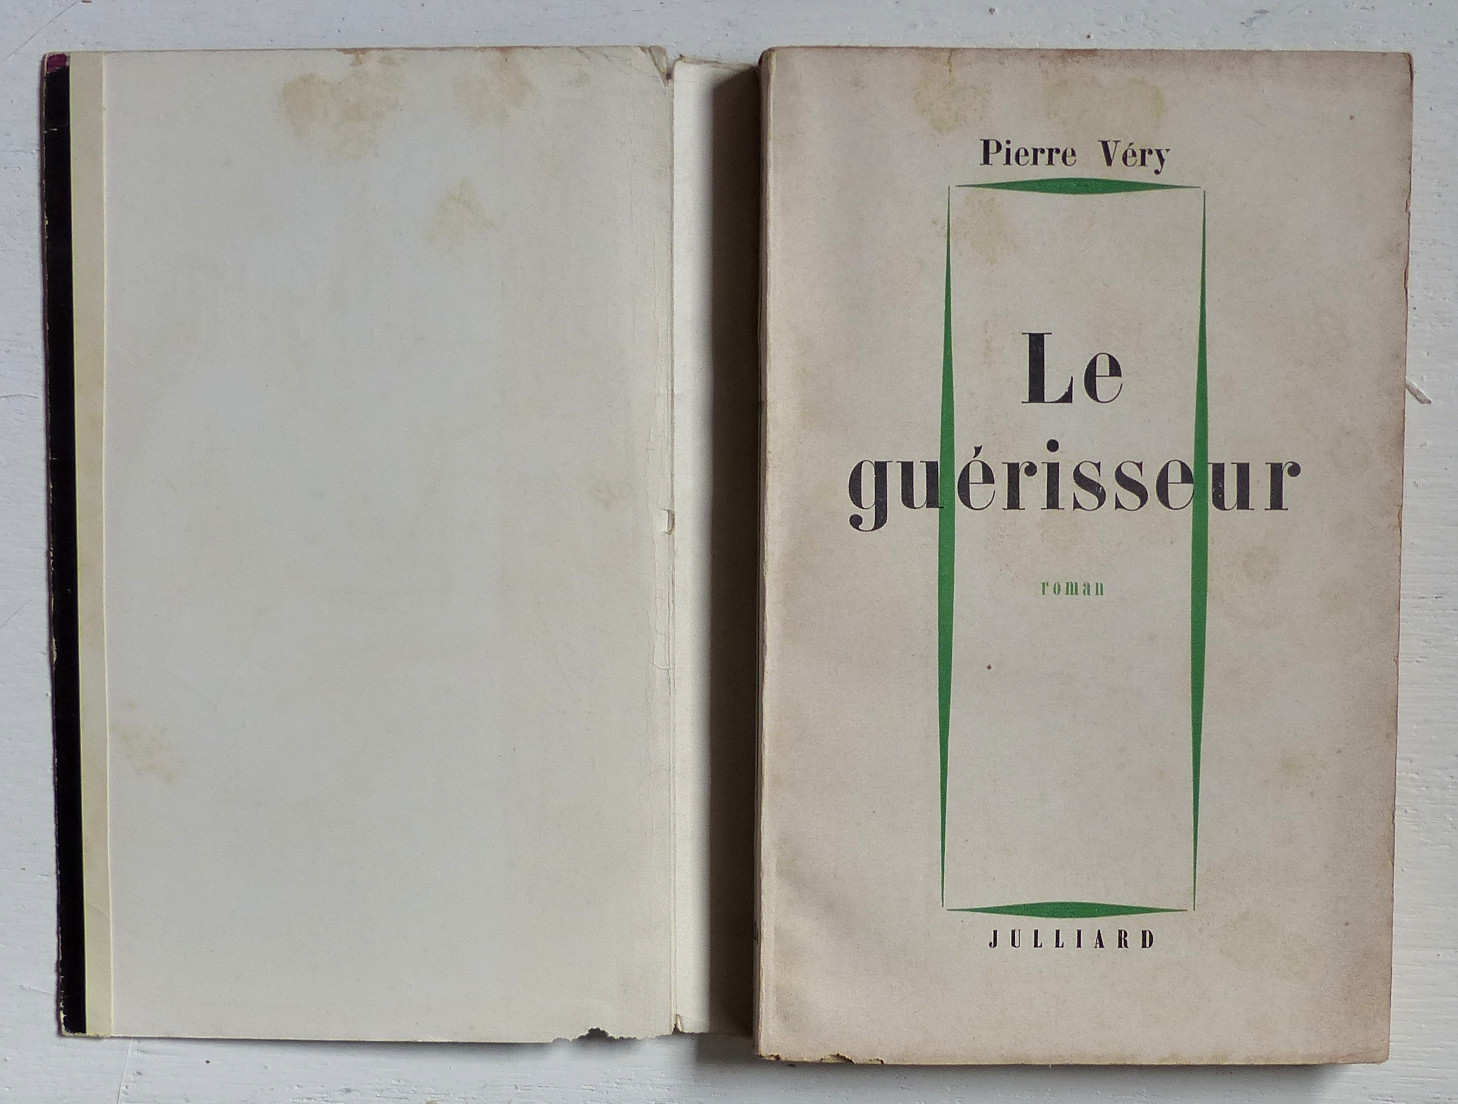 Pierre Véry
Le
guérisseur
roman
JULLIARD